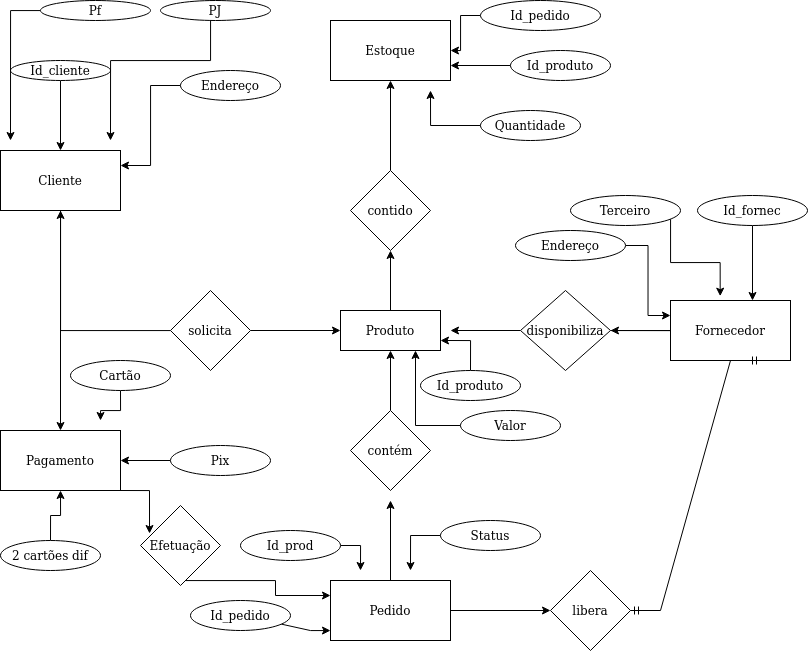 Pf
PJ
Id_pedido
Estoque
Id_produto
Id_cliente
Endereço
Quantidade
Cliente
contido
Terceiro
Id_fornec
Endereço
solicita
Produto
disponibiliza
Fornecedor
Cartão
Id_produto
Valor
contém
Pagamento
Pix
Efetuação
Id_prod
Status
2 cartões dif
Id_pedido
Pedido
libera